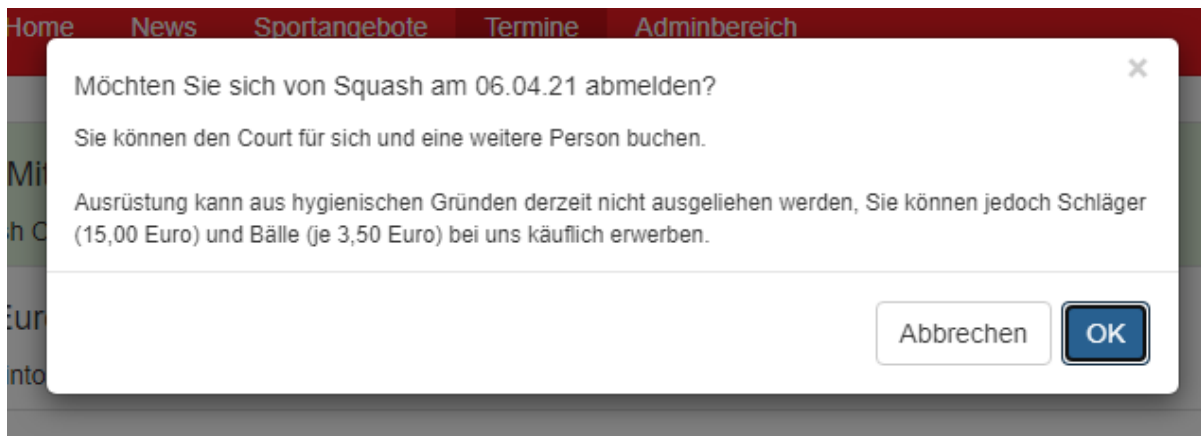 Home News Sportangebote Termine Adminbereich
×
Möchten Sie sich von Squash am 06.04.21 abmelden?
Sie können den Court für sich und eine weitere Person buchen.
Ausrüstung kann aus hygienischen Gründen derzeit nicht ausgeliehen werden, Sie können jedoch Schläger
(15,00 Euro) und Bälle (je 3,50 Euro) bei uns käuflich erwerben.
Abbrechen OK